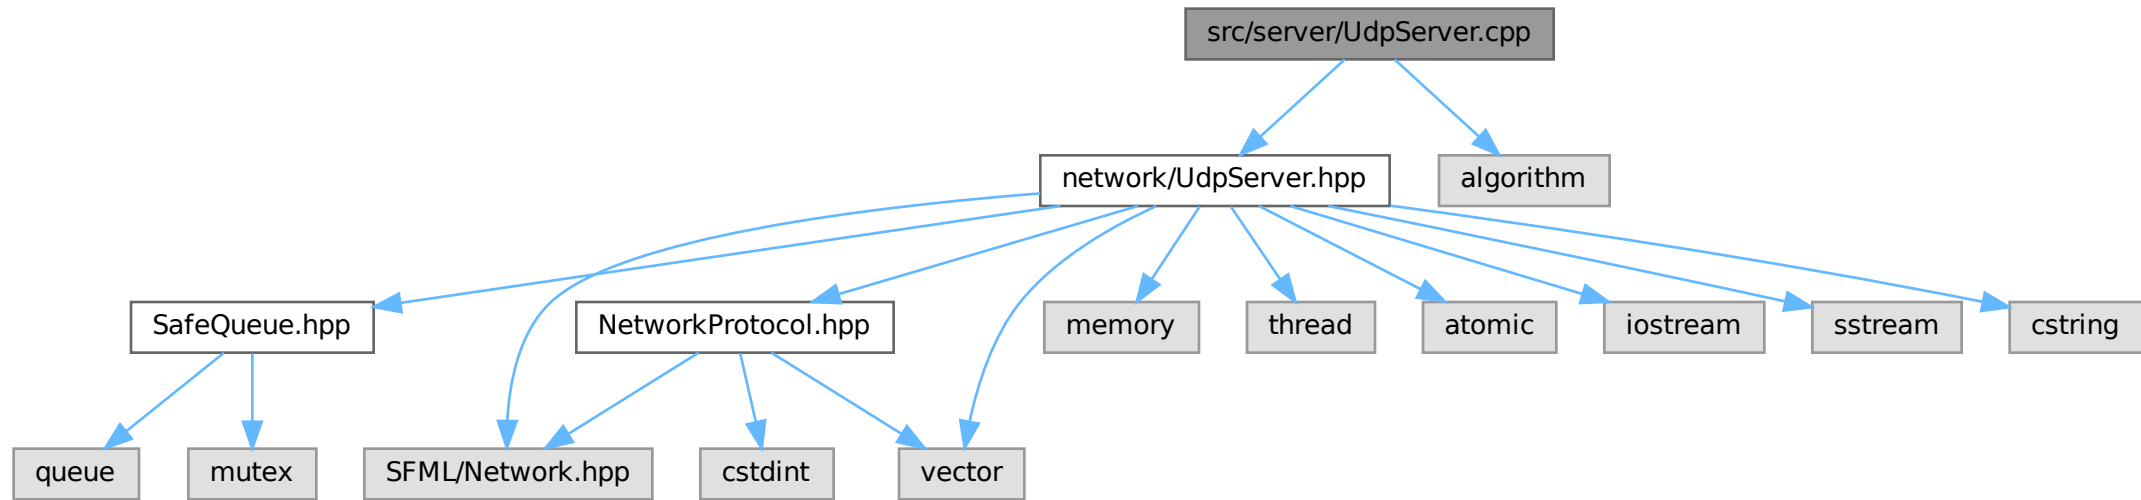 src/server/UdpServer.cpp
network/UdpServer.hpp
algorithm
SafeQueue.hpp
NetworkProtocol.hpp
memory
thread
atomic
iostream
sstream
cstring
queue
mutex
SFML/Network.hpp
cstdint
vector